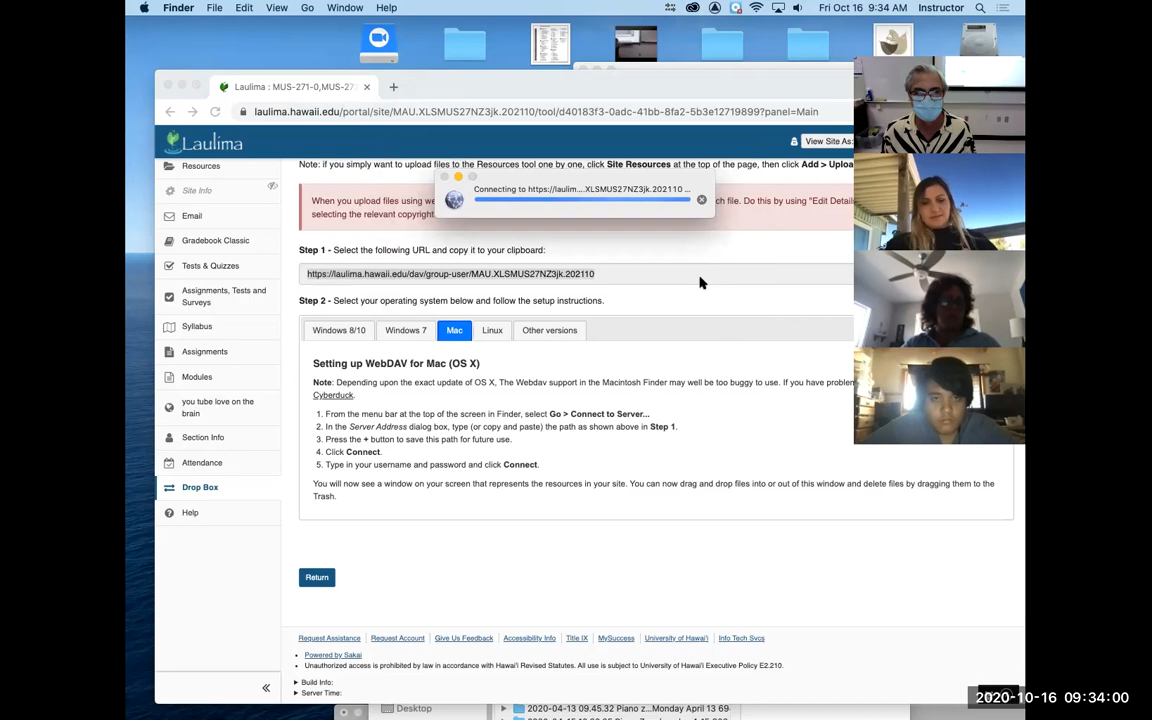 Finder File Edit View Go Window Help Fri Oct 16 9:34 AM Instructor
Laulima : MUS-271-0,MUS-27
laulima.hawaii.edu/portal/site/MAU.XLSMUS27NZ3jk.202110/tool/d40183f3-0adc-41bb-8fa2-5b3e12719899?panel=Main
Laulima
View Site As:
Resources
Site Info
Email
Gradebook Classic
Tests & Quizzes
Assignments, Tests and
Surveys
Syllabus
Assignments
Modules
you tube love on the
brain
Section Info
Attendance
Drop Box
Help
Note: if you simply want to upload files to the Resources tool one by one, click Site Resources at the top of the page, then click Add > Uploa
Connecting to https://laulim....XLSMUS27NZ3jk.202110 ...
When you upload files using we
ch file. Do this by using "Edit Deta
selecting the relevant copyright
Step 1 - Select the following URL and copy it to your clipboard:
https://laulima.hawaii.edu/dav/group-user/MAU.XLSMUS27NZ3jk.202110
Step 2 - Select your operating system below and follow the setup instructions.
Windows 8/10 Windows 7 Mac Linux Other versions
Setting up WebDAV for Mac (OS X)
Note: Depending upon the exact update of OS X, The Webdav support in the Macintosh Finder may well be too buggy to use. If you have problem
Cyberduck.
1. From the menu bar at the top of the screen in Finder, select Go > Connect to Server...
2. In the Server Address dialog box, type (or copy and paste) the path as shown above in Step 1.
3. Press the + button to save this path for future use.
4. Click Connect.
5. Type in your username and password and click Connect.
You will now see a window on your screen that represents the resources in your site. You can now drag and drop files into or out of this window and delete files by dragging them to the
Trash.
Return
Request Assistance Request Account Give Us Feedback Accessibility Info Title IX MySuccess University of Hawai'i Info Tech Svcs
• Powered by Sakai
• Unauthorized access is prohibited by law in accordance with Hawai'i Revised Statutes. All use is subject to University of Hawai'i Executive Policy E2.210.
Build Info:
Server Time:
Desktop
2020-04-13 09.45.32 Piano z...Monday April 13 69
2020-10-16 09:34:00